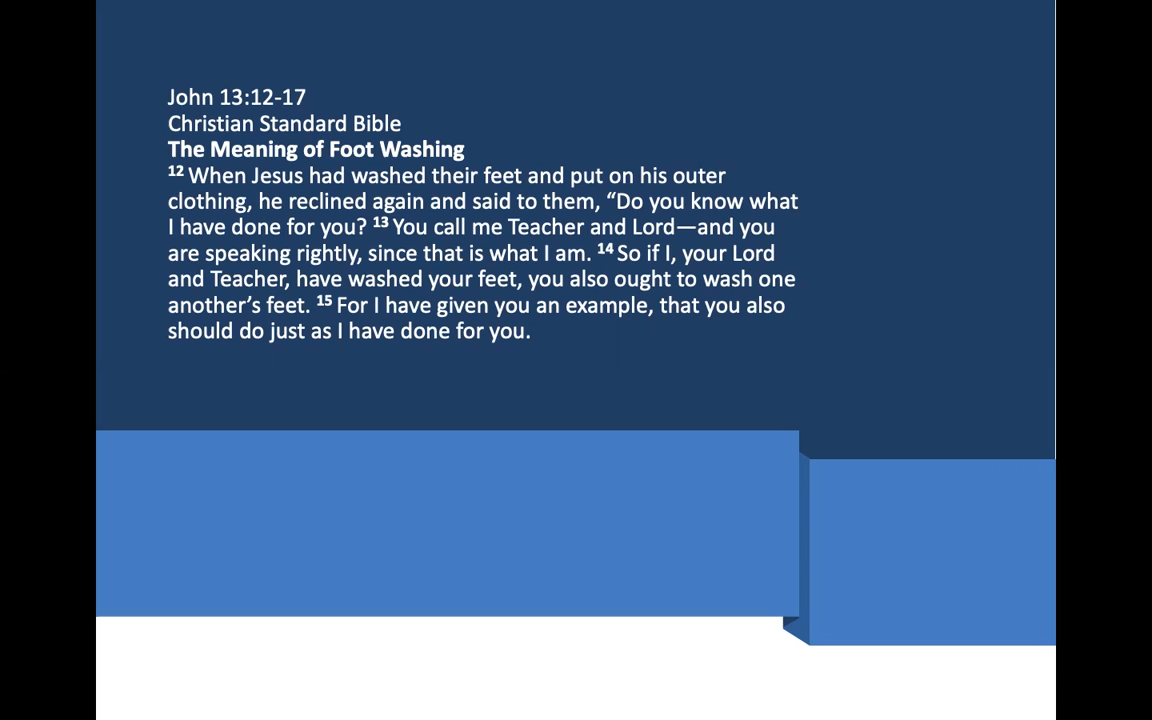 John 13:12-17
Christian Standard Bible
The Meaning of Foot Washing
12 When Jesus had washed their feet and put on his outer
clothing, he reclined again and said to them, “Do you know what
I have done for you? 13 You call me Teacher and Lord—and you
are speaking rightly, since that is what I am. 14 So if I, your Lord
and Teacher, have washed your feet, you also ought to wash one
another’s feet. 15 For I have given you an example, that you also
should do just as I have done for you.